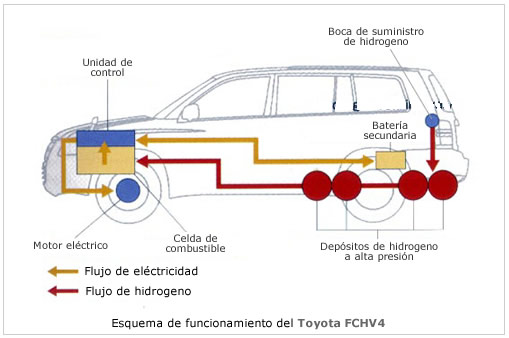 Boca de suministro
de hidrogeno
Unidad de
control
Batería
secundaria
Motor eléctrico
Celda de
combustible
Depósitos de hidrogeno
a alta presión
Flujo de eléctricidad
Flujo de hidrogeno
Esquema de funcionamiento del Toyota FCHV4